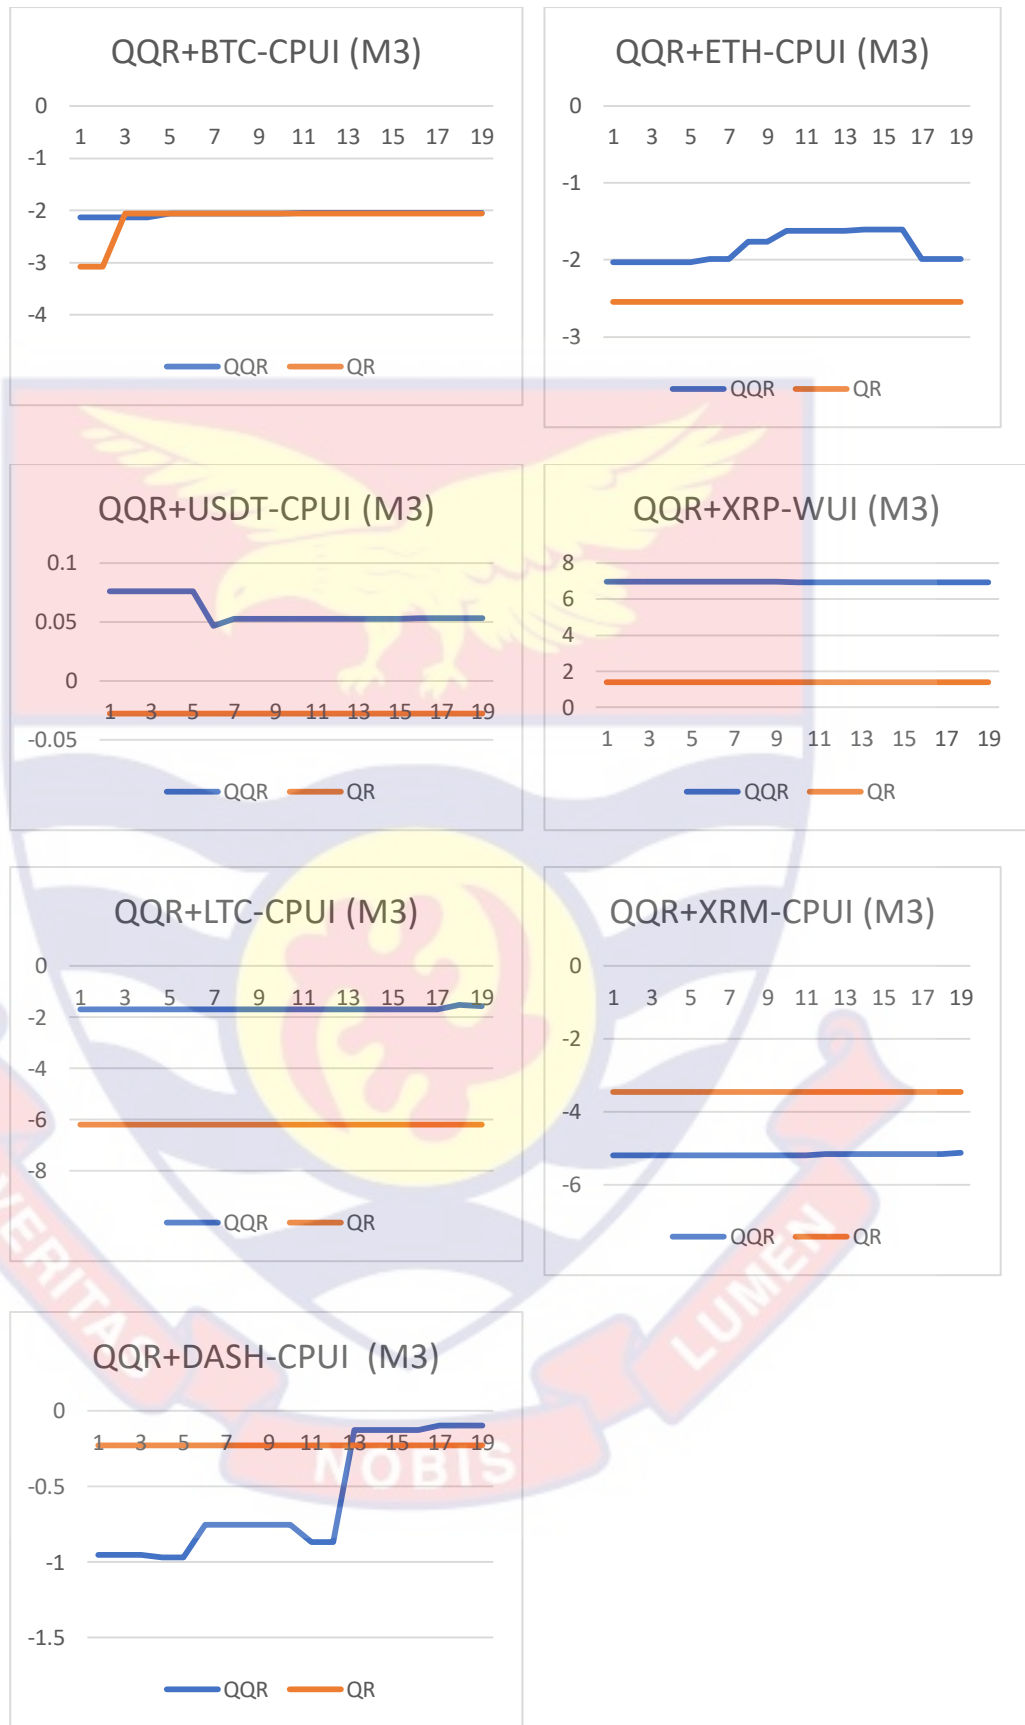 QQR+BTC-CPUI (M3)
0
1 3 5 7 9 11 13 15 17 19
-1
-2
-3
-4
QQR QR
QQR+ETH-CPUI (M3)
0
1 3 5 7 9 11 13 15 17 19
-1
-2
-3
QQR QR
QQR+USDT-CPUI (M3)
0.1
0.05
0
1 3 5 7 9 11 13 15 17 19
-0.05
QQR QR
QQR+XRP-WUI (M3)
8
6
4
2
0
1 3 5 7 9 11 13 15 17 19
QQR QR
QQR+LTC-CPUI (M3)
0
1 3 5 7 9 11 13 15 17 19
-2
-4
-6
-8
QQR QR
QQR+XRM-CPUI (M3)
0
1 3 5 7 9 11 13 15 17 19
-2
-4
-6
QQR QR
QQR+DASH-CPUI (M3)
0
1 3 5 7 9 11 13 15 17 19
-0.5
-1
-1.5
QQR QR
VERITAS
NOBIS
LUMEN